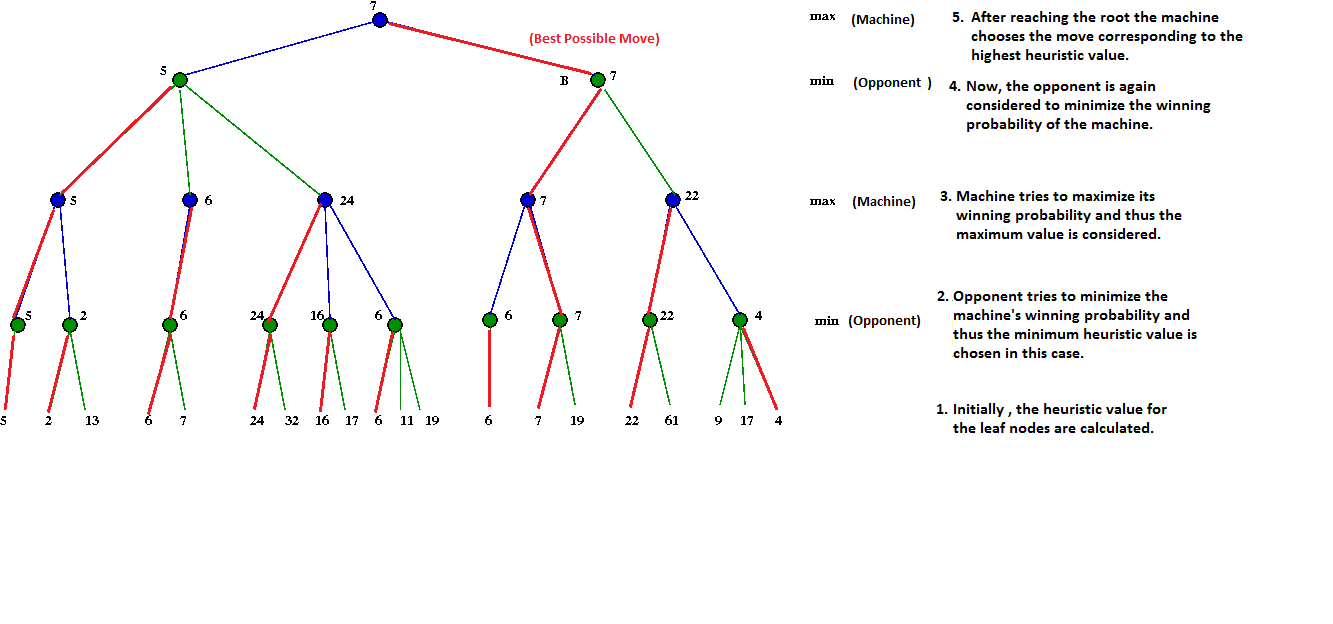 7
max (Machine)
5. After reaching the root the machine
chooses the move corresponding to the
highest heuristic value.
(Best Possible Move)
5
B 7
min (Opponent )
4. Now, the opponent is again
considered to minimize the winning
probability of the machine.
5 6 24 7 22
max (Machine)
3. Machine tries to maximize its
winning probability and thus the
maximum value is considered.
5 2 6 24 16 6 6 7 22 4
min (Opponent)
2. Opponent tries to minimize the
machine's winning probability and
thus the minimum heuristic value is
chosen in this case.
5 2 13 6 7 24 32 16 17 6 11 19 6 7 19 22 61 9 17 4
1. Initially , the heuristic value for
the leaf nodes are calculated.